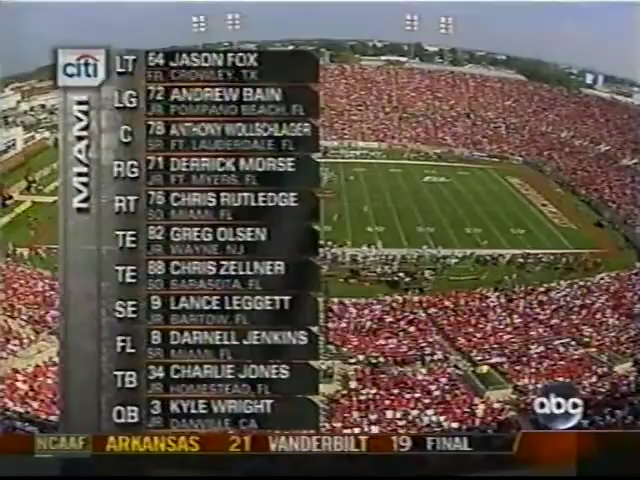 citi
MIAMI
LT 64 JASON FOX
FR. CROWLEY, TX
LG 72 ANDREW BAIN
JR. POMPANO BEACH, FL
C 78 ANTHONY WOLLSCHLAGER
SR. FT. LAUDERDALE, FL
RG 71 DERRICK MORSE
JR. FT. MYERS, FL
RT 76 CHRIS RUTLEDGE
SO. MIAMI, FL
TE 82 GREG OLSEN
JR. WAYNE, NJ
TE 88 CHRIS ZELLNER
SO. SARASOTA, FL
SE 9 LANCE LEGGETT
JR. BARTOW, FL
FL 8 DARNELL JENKINS
SR. MIAMI, FL
TB 34 CHARLIE JONES
JR. HOMESTEAD, FL
QB 3 KYLE WRIGHT
JR. DANVILLE, CA
abc
NCAAF ARKANSAS 21 VANDERBILT 19 FINAL